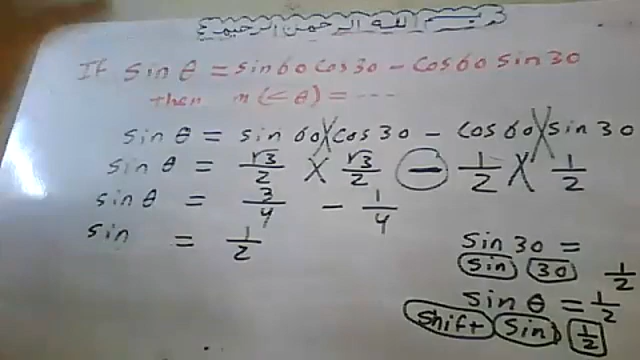 بسم الله الرحمن الرحيم
If sin θ = sin 60 cos 30 - cos 60 sin 30
then m(<θ) = ----
sin θ = sin 60 X cos 30 - cos 60 X sin 30
sin θ = √3/2 X √3/2 - 1/2 X 1/2
sin θ = 3/4 - 1/4
sin = 1/2
sin 30 =
sin 30 1/2
sin θ = 1/2
shift sin 1/2